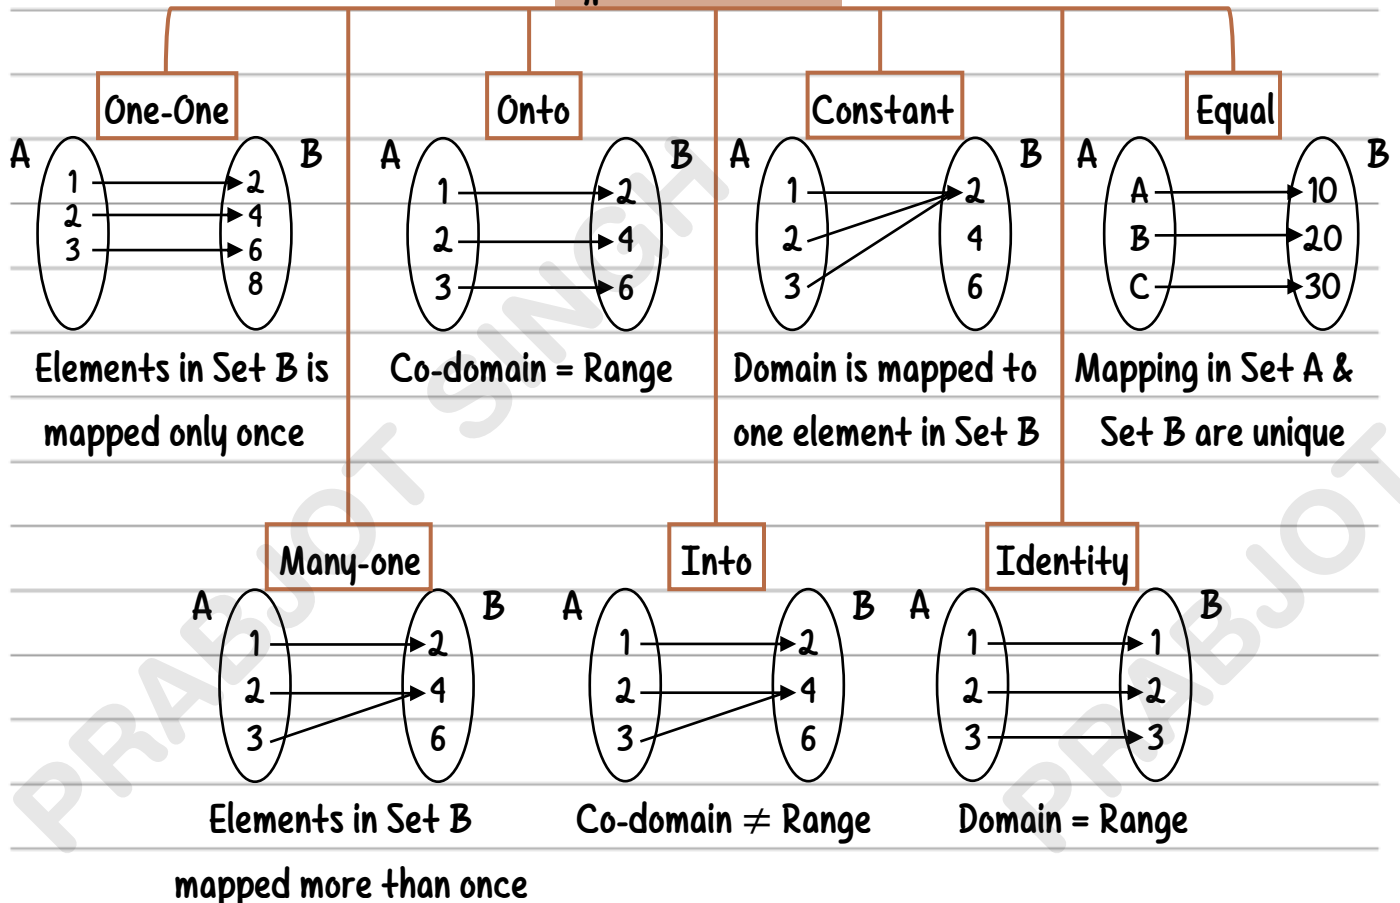 One-One
Onto
Constant
Equal
A
B
1
2
3
2
4
6
8
Elements in Set B is
mapped only once
A
B
1
2
3
2
4
6
Co-domain = Range
A
B
1
2
3
2
4
6
Domain is mapped to
one element in Set B
A
B
A
B
C
10
20
30
Mapping in Set A &
Set B are unique
Many-one
Into
Identity
A
B
1
2
3
2
4
6
Elements in Set B
mapped more than once
A
B
1
2
3
2
4
6
Co-domain ≠ Range
A
B
1
2
3
1
2
3
Domain = Range
PRABJOT SINGH
PRABJOT